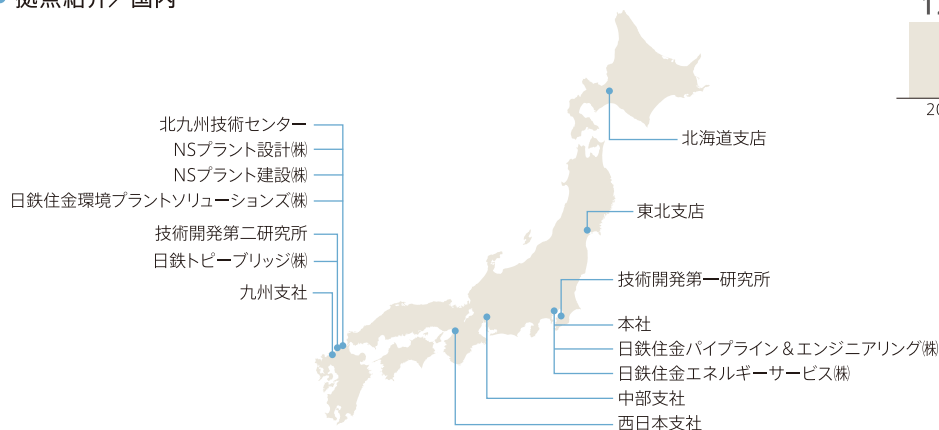 拠点紹介／国内
北九州技術センター
NSプラント設計㈱
NSプラント建設㈱
日鉄住金環境プラントソリューションズ㈱
技術開発第二研究所
日鉄トピーブリッジ㈱
九州支社
北海道支店
東北支店
技術開発第一研究所
本社
日鉄住金パイプライン＆エンジニアリング㈱
日鉄住金エネルギーサービス㈱
中部支社
西日本支社